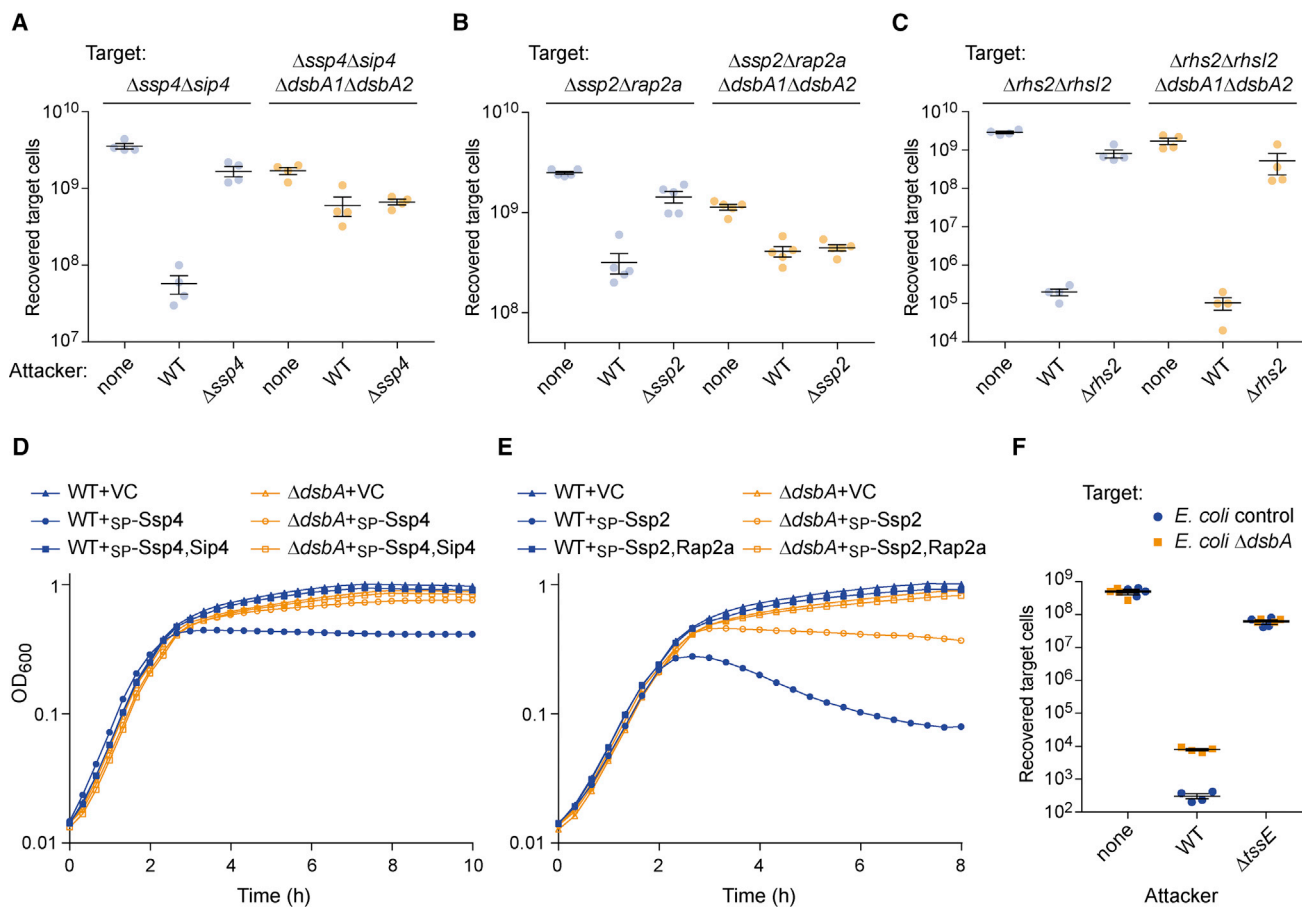 A
Target:
Δssp4Δsip4
Δssp4Δsip4
ΔdsbA1ΔdsbA2
Recovered target cells
10^10
10^9
10^8
10^7
Attacker:
none
WT
Δssp4
none
WT
Δssp4
B
Target:
Δssp2Δrap2a
Δssp2Δrap2a
ΔdsbA1ΔdsbA2
Recovered target cells
10^10
10^9
10^8
none
WT
Δssp2
none
WT
Δssp2
C
Target:
Δrhs2ΔrhsI2
Δrhs2ΔrhsI2
ΔdsbA1ΔdsbA2
Recovered target cells
10^10
10^9
10^8
10^7
10^6
10^5
10^4
none
WT
Δrhs2
none
WT
Δrhs2
D
WT+VC
WT+SP-Ssp4
WT+SP-Ssp4,Sip4
ΔdsbA+VC
ΔdsbA+SP-Ssp4
ΔdsbA+SP-Ssp4,Sip4
OD600
1
0.1
0.01
0 2 4 6 8 10
Time (h)
E
WT+VC
WT+SP-Ssp2
WT+SP-Ssp2,Rap2a
ΔdsbA+VC
ΔdsbA+SP-Ssp2
ΔdsbA+SP-Ssp2,Rap2a
1
0.1
0.01
0 2 4 6 8
Time (h)
F
Target:
E. coli control
E. coli ΔdsbA
Recovered target cells
10^9
10^8
10^7
10^6
10^5
10^4
10^3
10^2
none
WT
ΔtssE
Attacker